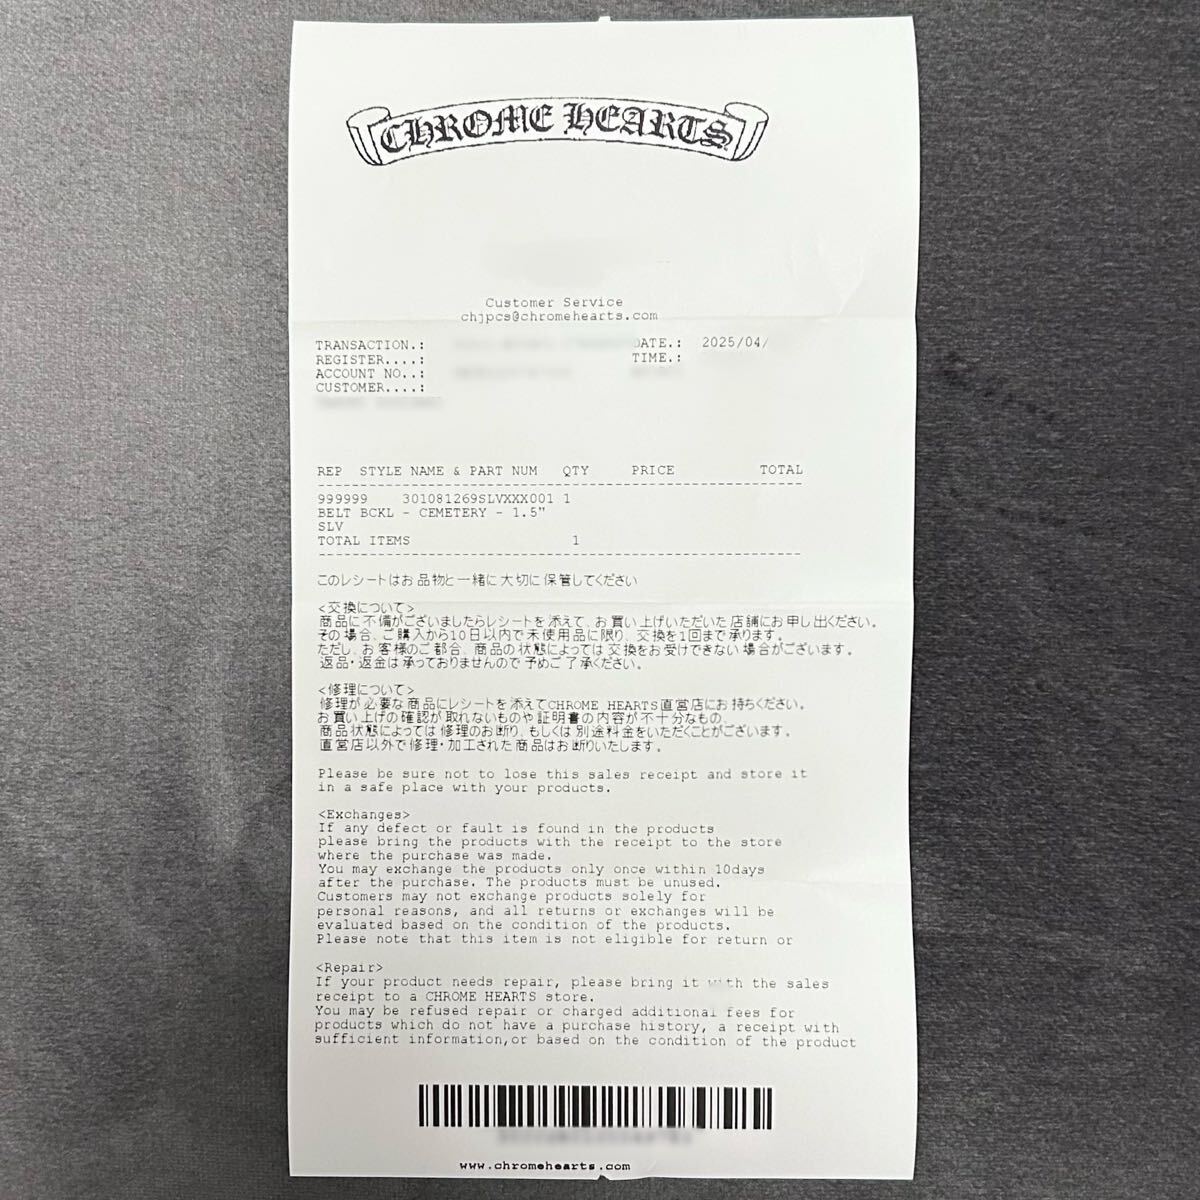 CHROME HEARTS
Customer Service
chjpcs@chromehearts.com
TRANSACTION.: DATE.: 2025/04/
REGISTER....: TIME.:
ACCOUNT NO..:
CUSTOMER....:
REP STYLE NAME & PART NUM QTY PRICE TOTAL
999999 301081269SLVXXX001 1
BELT BCKL - CEMETERY - 1.5"
SLV
TOTAL ITEMS 1
このレシートはお品物と一緒に大切に保管してください
<交換について>
商品に不備がございましたらレシートを添えて、お買い上げいただいた店舗にお申し出ください。
その場合、ご購入から10日以内で未使用品に限り、交換を1回まで承ります。
ただし、お客様のご都合、商品の状態によっては交換をお受けできない場合がございます。
返品・返金は承っておりませんので予めご了承ください。
<修理について>
修理が必要な商品にレシートを添えてCHROME HEARTS直営店にお持ちください。
お買い上げの確認が取れないものや証明書の内容が不十分なもの、
商品状態によっては修理のお断り、もしくは別途料金をいただくことがございます。
直営店以外で修理・加工された商品はお断りいたします。
Please be sure not to lose this sales receipt and store it
in a safe place with your products.
<Exchanges>
If any defect or fault is found in the products
please bring the products with the receipt to the store
where the purchase was made.
You may exchange the products only once within 10days
after the purchase. The products must be unused.
Customers may not exchange products solely for
personal reasons, and all returns or exchanges will be
evaluated based on the condition of the products.
Please note that this item is not eligible for return or
<Repair>
If your product needs repair, please bring it with the sales
receipt to a CHROME HEARTS store.
You may be refused repair or charged additional fees for
products which do not have a purchase history, a receipt with
sufficient information,or based on the condition of the product
www.chromehearts.com